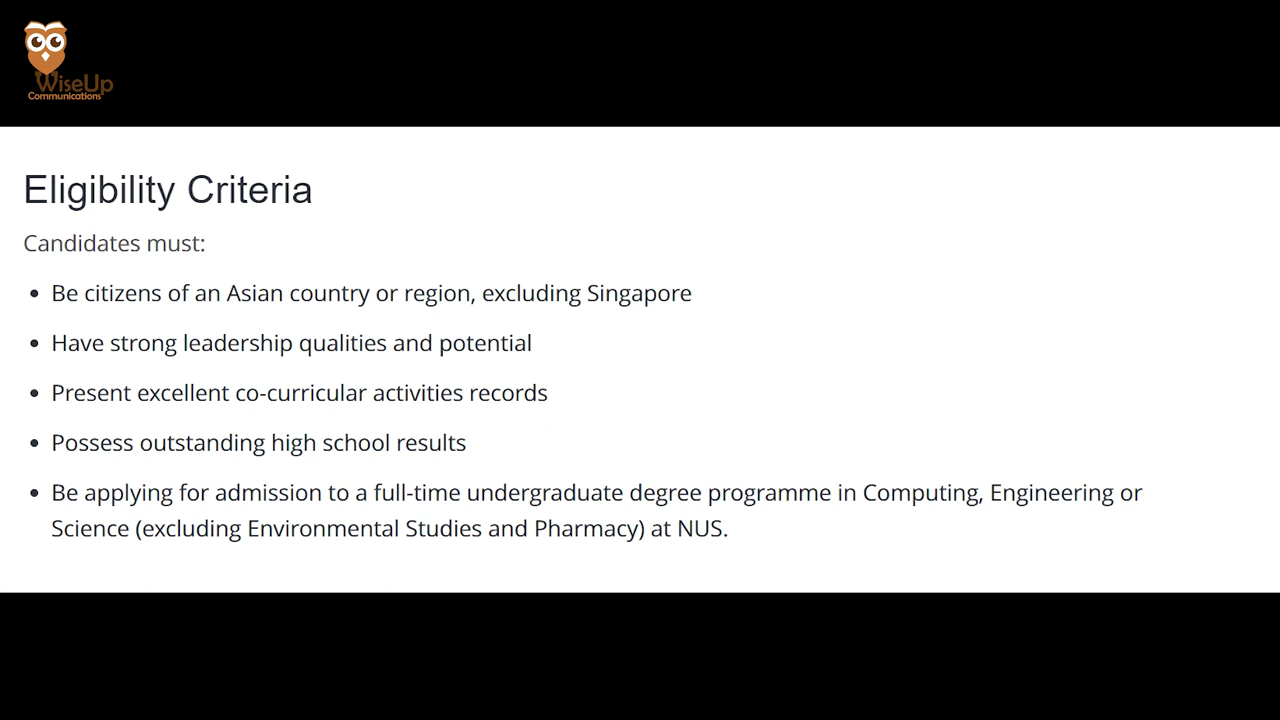 WiseUp
Communications
Eligibility Criteria
Candidates must:
• Be citizens of an Asian country or region, excluding Singapore
• Have strong leadership qualities and potential
• Present excellent co-curricular activities records
• Possess outstanding high school results
• Be applying for admission to a full-time undergraduate degree programme in Computing, Engineering or
Science (excluding Environmental Studies and Pharmacy) at NUS.